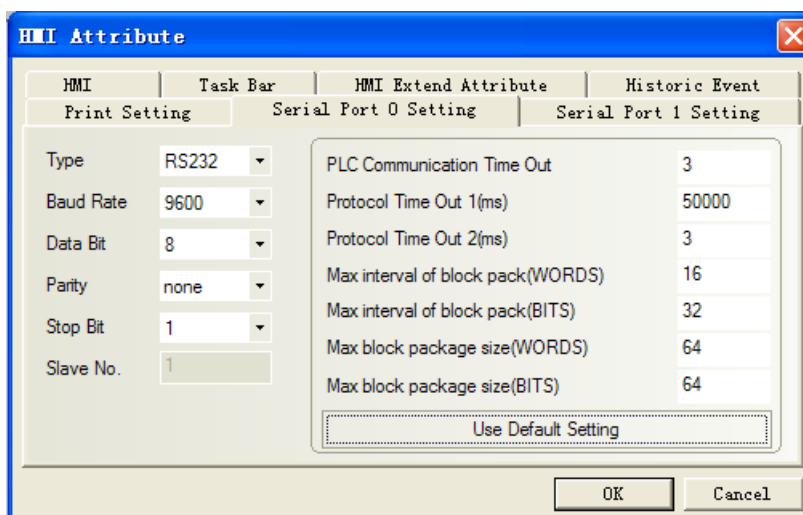 HMI Attribute
HMI Task Bar HMI Extend Attribute Historic Event
Print Setting Serial Port 0 Setting Serial Port 1 Setting
Type RS232 PLC Communication Time Out 3
Baud Rate 9600 Protocol Time Out 1(ms) 50000
Data Bit 8 Protocol Time Out 2(ms) 3
Parity none Max interval of block pack(WORDS) 16
Stop Bit 1 Max interval of block pack(BITS) 32
Slave No. 1 Max block package size(WORDS) 64
Max block package size(BITS) 64
Use Default Setting
OK Cancel